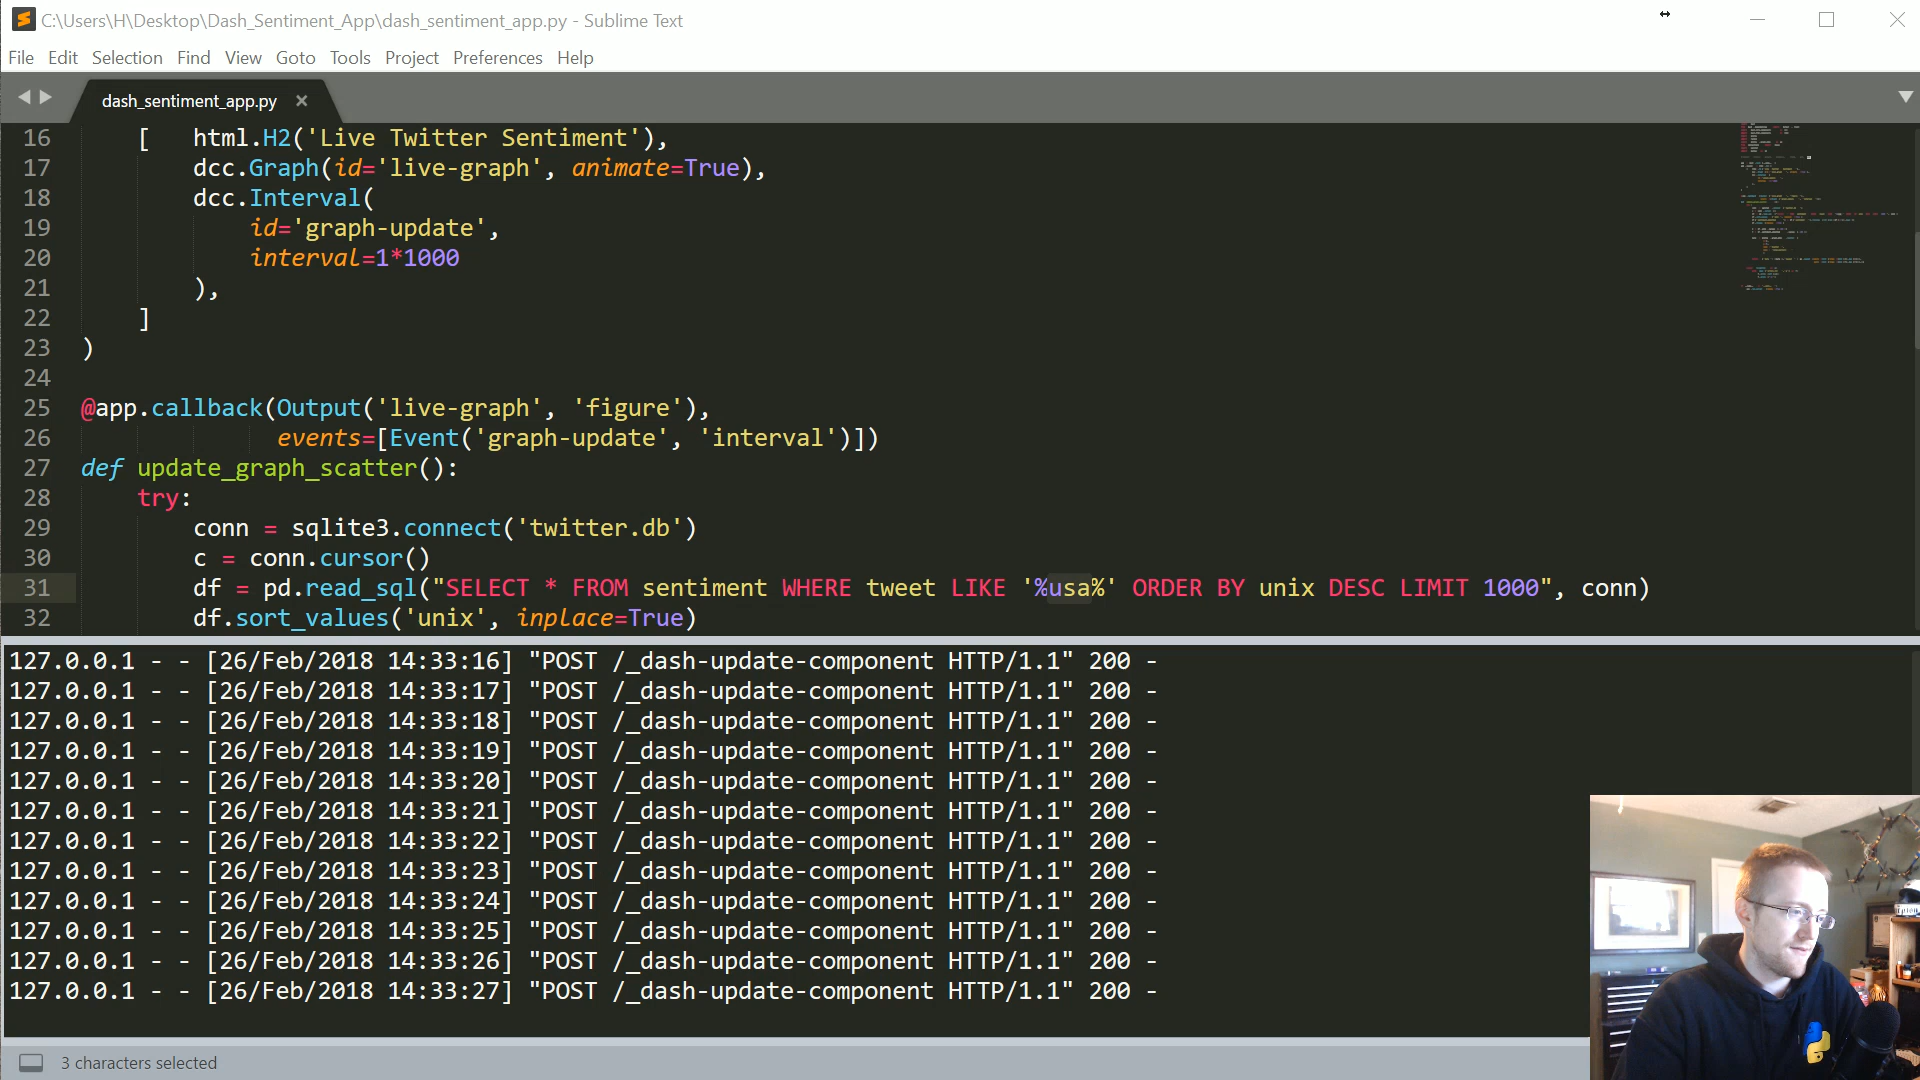 C:\Users\H\Desktop\Dash_Sentiment_App\dash_sentiment_app.py - Sublime Text
File Edit Selection Find View Goto Tools Project Preferences Help
dash_sentiment_app.py
16 [ html.H2('Live Twitter Sentiment'),
17 dcc.Graph(id='live-graph', animate=True),
18 dcc.Interval(
19 id='graph-update',
20 interval=1*1000
21 ),
22 ]
23 )
24
25 @app.callback(Output('live-graph', 'figure'),
26 events=[Event('graph-update', 'interval')])
27 def update_graph_scatter():
28 try:
29 conn = sqlite3.connect('twitter.db')
30 c = conn.cursor()
31 df = pd.read_sql("SELECT * FROM sentiment WHERE tweet LIKE '%usa%' ORDER BY unix DESC LIMIT 1000", conn)
32 df.sort_values('unix', inplace=True)
127.0.0.1 - - [26/Feb/2018 14:33:16] "POST /_dash-update-component HTTP/1.1" 200 -
127.0.0.1 - - [26/Feb/2018 14:33:17] "POST /_dash-update-component HTTP/1.1" 200 -
127.0.0.1 - - [26/Feb/2018 14:33:18] "POST /_dash-update-component HTTP/1.1" 200 -
127.0.0.1 - - [26/Feb/2018 14:33:19] "POST /_dash-update-component HTTP/1.1" 200 -
127.0.0.1 - - [26/Feb/2018 14:33:20] "POST /_dash-update-component HTTP/1.1" 200 -
127.0.0.1 - - [26/Feb/2018 14:33:21] "POST /_dash-update-component HTTP/1.1" 200 -
127.0.0.1 - - [26/Feb/2018 14:33:22] "POST /_dash-update-component HTTP/1.1" 200 -
127.0.0.1 - - [26/Feb/2018 14:33:23] "POST /_dash-update-component HTTP/1.1" 200 -
127.0.0.1 - - [26/Feb/2018 14:33:24] "POST /_dash-update-component HTTP/1.1" 200 -
127.0.0.1 - - [26/Feb/2018 14:33:25] "POST /_dash-update-component HTTP/1.1" 200 -
127.0.0.1 - - [26/Feb/2018 14:33:26] "POST /_dash-update-component HTTP/1.1" 200 -
127.0.0.1 - - [26/Feb/2018 14:33:27] "POST /_dash-update-component HTTP/1.1" 200 -
3 characters selected